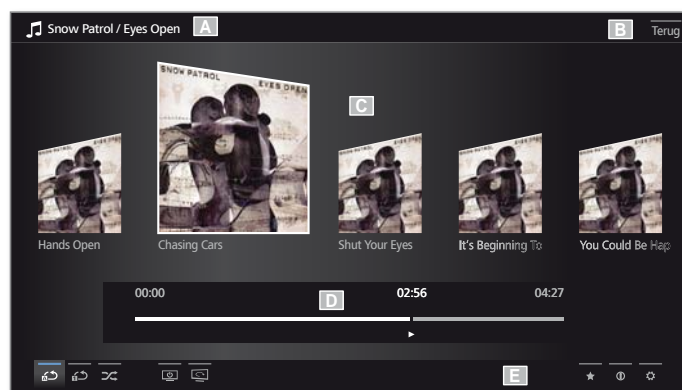 Snow Patrol / Eyes Open A B Terug
SNOW PATROL EYES OPEN
C
Hands Open Chasing Cars Shut Your Eyes It's Beginning To You Could Be Hap
00:00 D 02:56 04:27
E